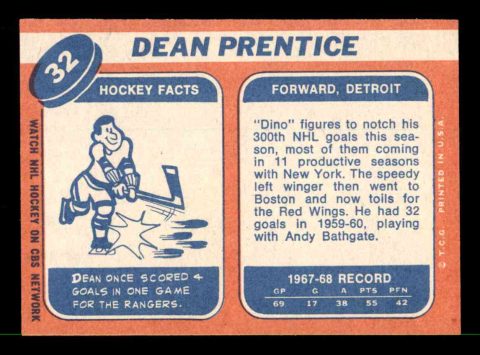 32
DEAN PRENTICE
HOCKEY FACTS
DEAN ONCE SCORED 4
GOALS IN ONE GAME
FOR THE RANGERS.
FORWARD, DETROIT
"Dino" figures to notch his
300th NHL goals this sea-
son, most of them coming
in 11 productive seasons
with New York. The speedy
left winger then went to
Boston and now toils for
the Red Wings. He had 32
goals in 1959-60, playing
with Andy Bathgate.
1967-68 RECORD
GP G A PTS PEN
69 17 38 55 42
WATCH NHL HOCKEY ON CBS NETWORK
© T.C.G. PRINTED IN U.S.A.